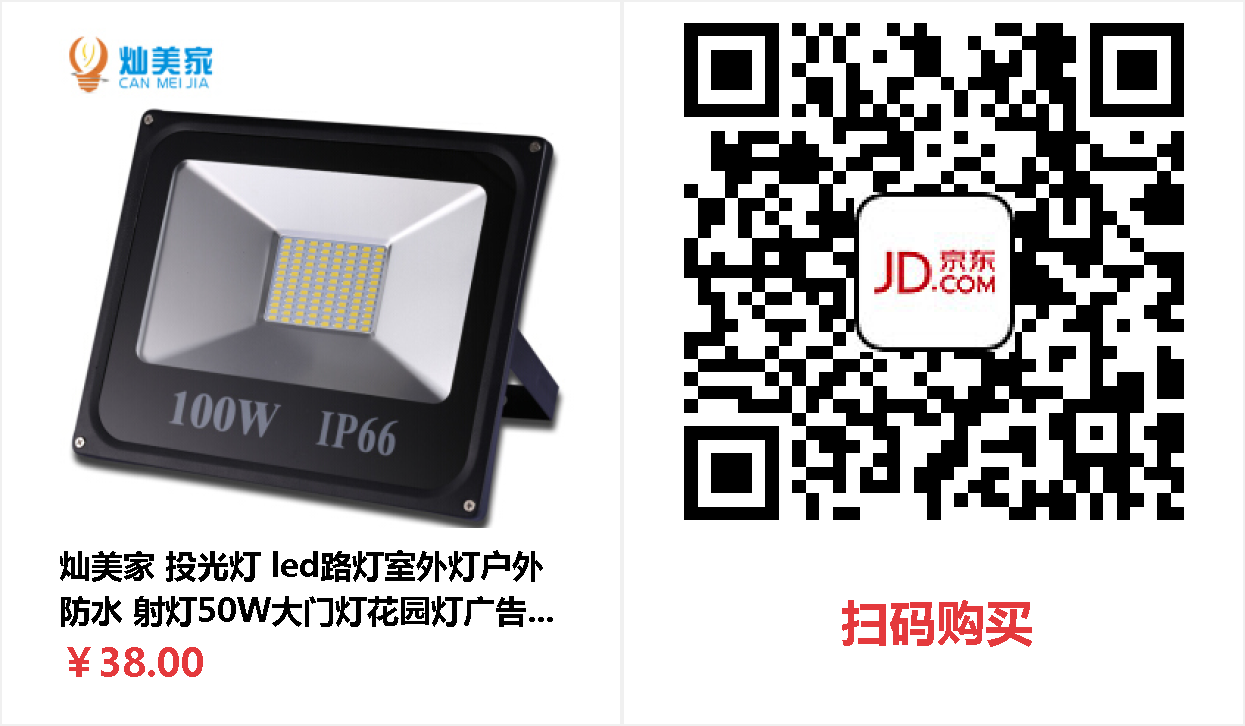 灿美家
CAN MEI JIA
100W IP66
灿美家 投光灯 led路灯室外灯户外
防水 射灯50W大门灯花园灯广告...
￥38.00
JD京东
.COM
扫码购买